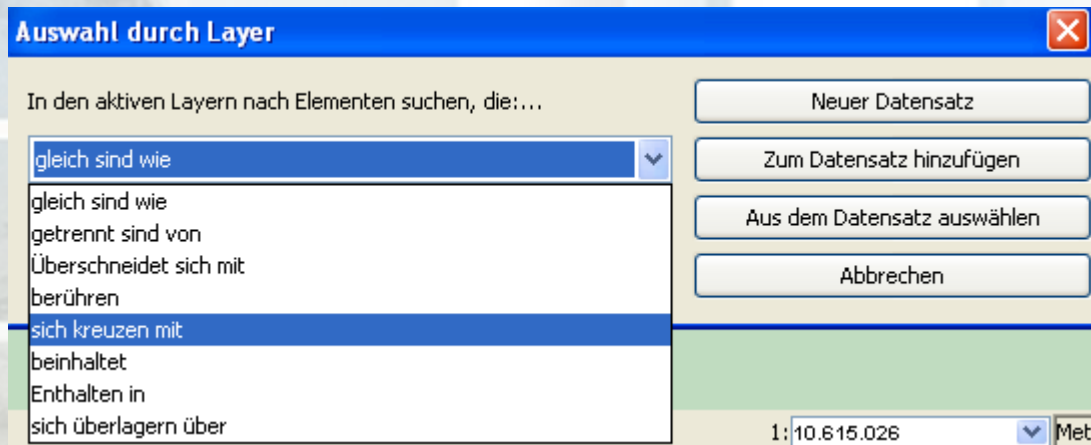 Auswahl durch Layer
In den aktiven Layern nach Elementen suchen, die:...
gleich sind wie
gleich sind wie
getrennt sind von
Überschneidet sich mit
berühren
sich kreuzen mit
beinhaltet
Enthalten in
sich überlagern über
Neuer Datensatz
Zum Datensatz hinzufügen
Aus dem Datensatz auswählen
Abbrechen
1: 10.615.026
Met